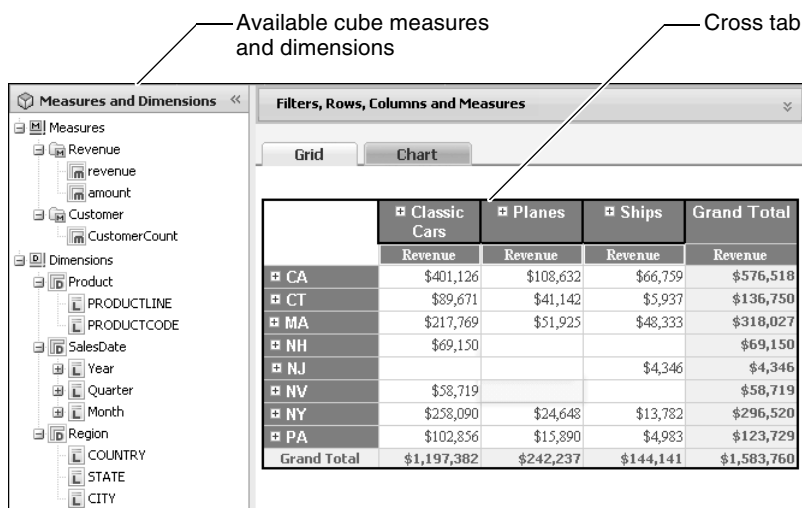 Available cube measures
and dimensions
Cross tab
Measures and Dimensions «
Filters, Rows, Columns and Measures
Measures
Revenue
revenue
amount
Customer
CustomerCount
Dimensions
Product
PRODUCTLINE
PRODUCTCODE
SalesDate
Year
Quarter
Month
Region
COUNTRY
STATE
CITY
Grid Chart
Classic Cars Planes Ships Grand Total
Revenue Revenue Revenue Revenue
CA $401,126 $108,632 $66,759 $576,518
CT $89,671 $41,142 $5,937 $136,750
MA $217,769 $51,925 $48,333 $318,027
NH $69,150 $69,150
NJ $4,346 $4,346
NV $58,719 $58,719
NY $258,090 $24,648 $13,782 $296,520
PA $102,856 $15,890 $4,983 $123,729
Grand Total $1,197,382 $242,237 $144,141 $1,583,760